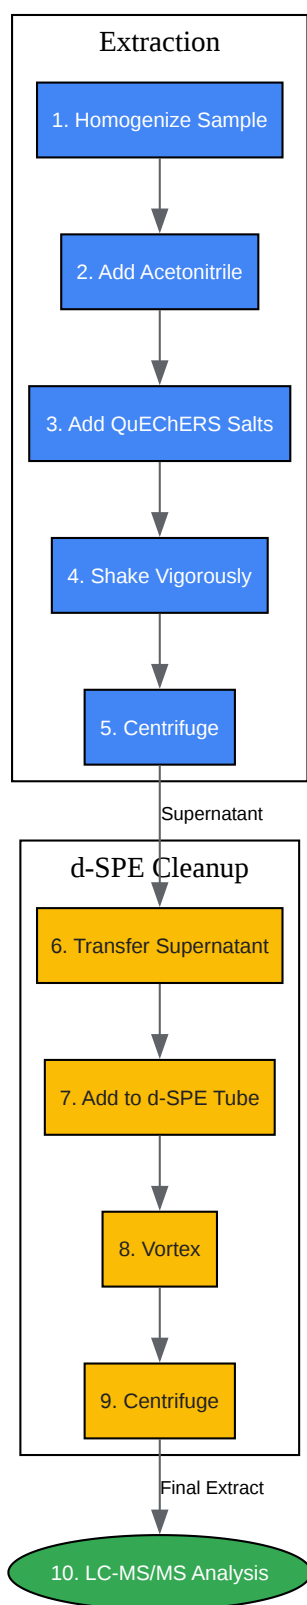 Extraction
1. Homogenize Sample
2. Add Acetonitrile
3. Add QuEChERS Salts
4. Shake Vigorously
5. Centrifuge
Supernatant
d-SPE Cleanup
6. Transfer Supernatant
7. Add to d-SPE Tube
8. Vortex
9. Centrifuge
Final Extract
10. LC-MS/MS Analysis